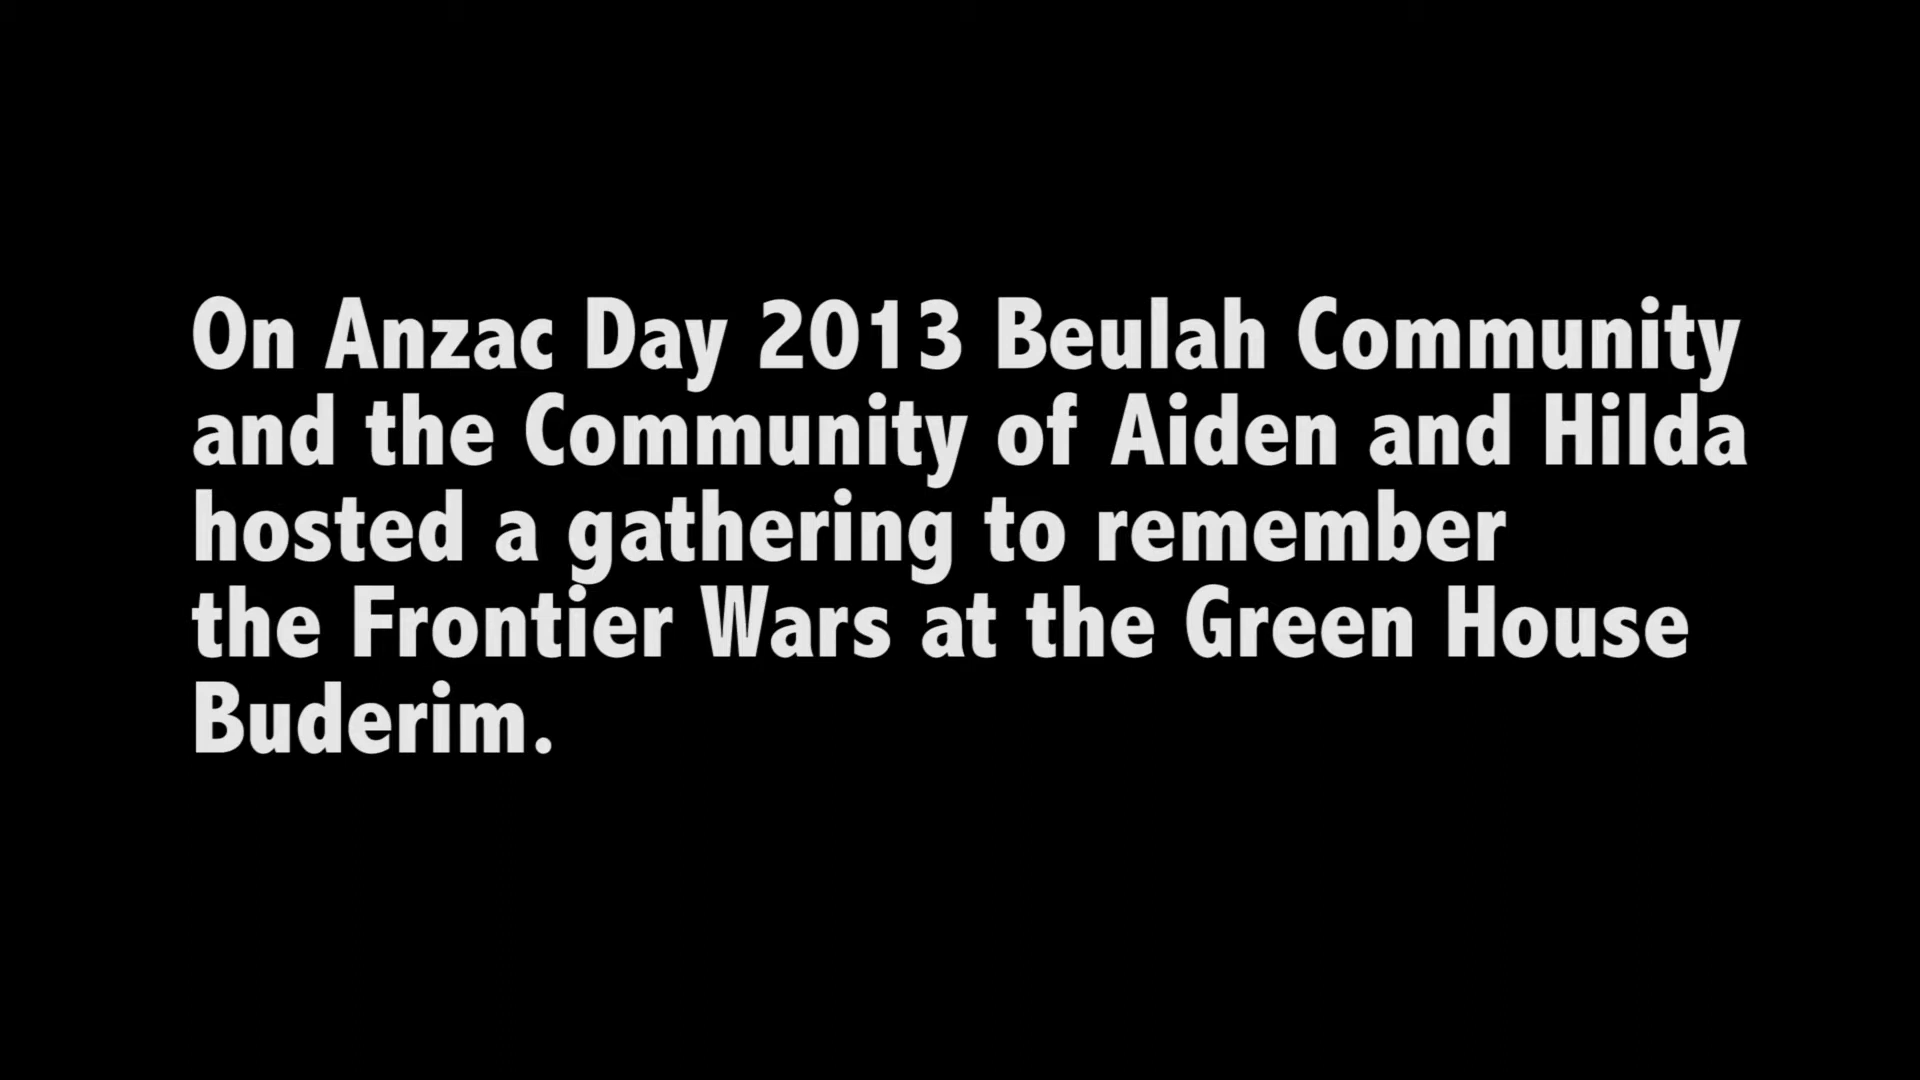 On Anzac Day 2013 Beulah Community
and the Community of Aiden and Hilda
hosted a gathering to remember
the Frontier Wars at the Green House
Buderim.